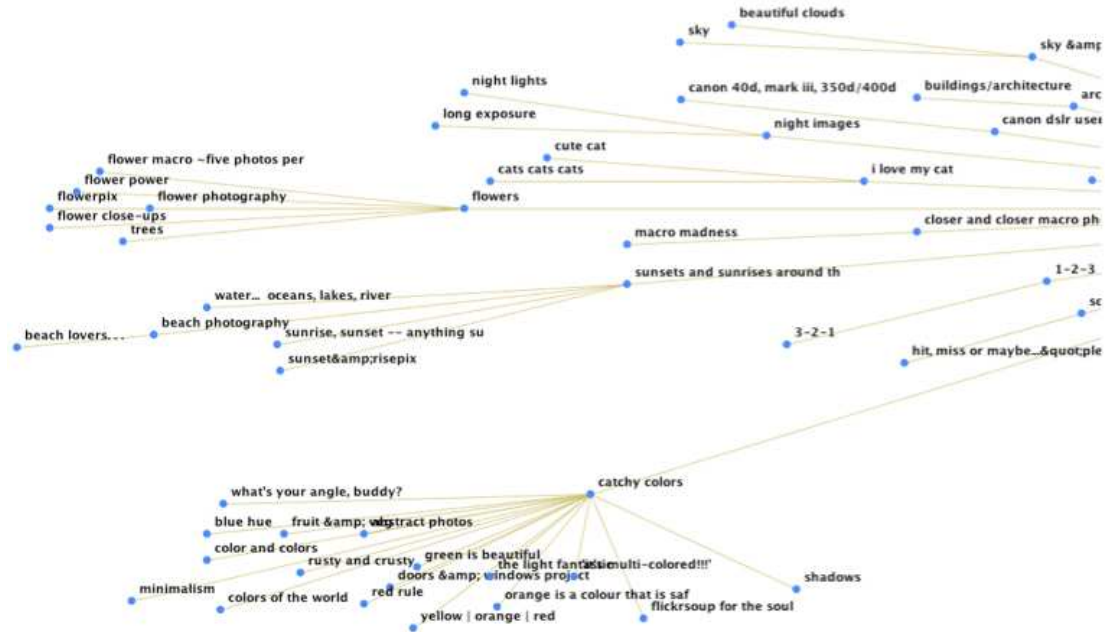 beautiful clouds
sky
sky &amp
night lights
canon 40d, mark iii, 350d/400d
buildings/architecture
arc
long exposure
night images
canon dslr user
cute cat
flower macro ~five photos per
cats cats cats
i love my cat
flower power
flowerpix
flower photography
flowers
flower close-ups
trees
closer and closer macro ph
macro madness
sunsets and sunrises around th
1-2-3
water... oceans, lakes, river
sc
beach photography
beach lovers...
sunrise, sunset -- anything su
3-2-1
sunset&amp;risepix
hit, miss or maybe...&quot;ple
catchy colors
what's your angle, buddy?
blue hue
fruit &amp; veg
abstract photos
color and colors
green is beautiful
rusty and crusty
the light fantastic
multi-colored!!!'
doors &amp; windows project
shadows
minimalism
colors of the world
red rule
orange is a colour that is saf
flickrsoup for the soul
yellow | orange | red